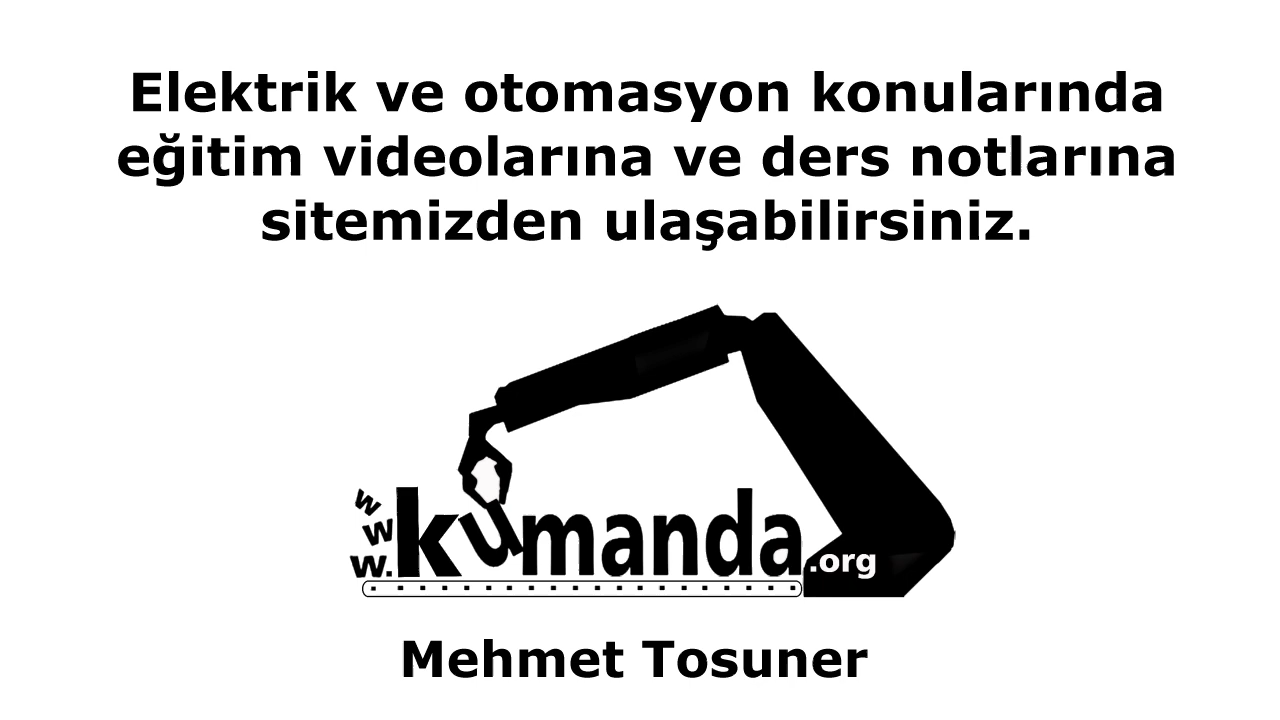 Elektrik ve otomasyon konularında
eğitim videolarına ve ders notlarına
sitemizden ulaşabilirsiniz.
www.kumanda.org
Mehmet Tosuner